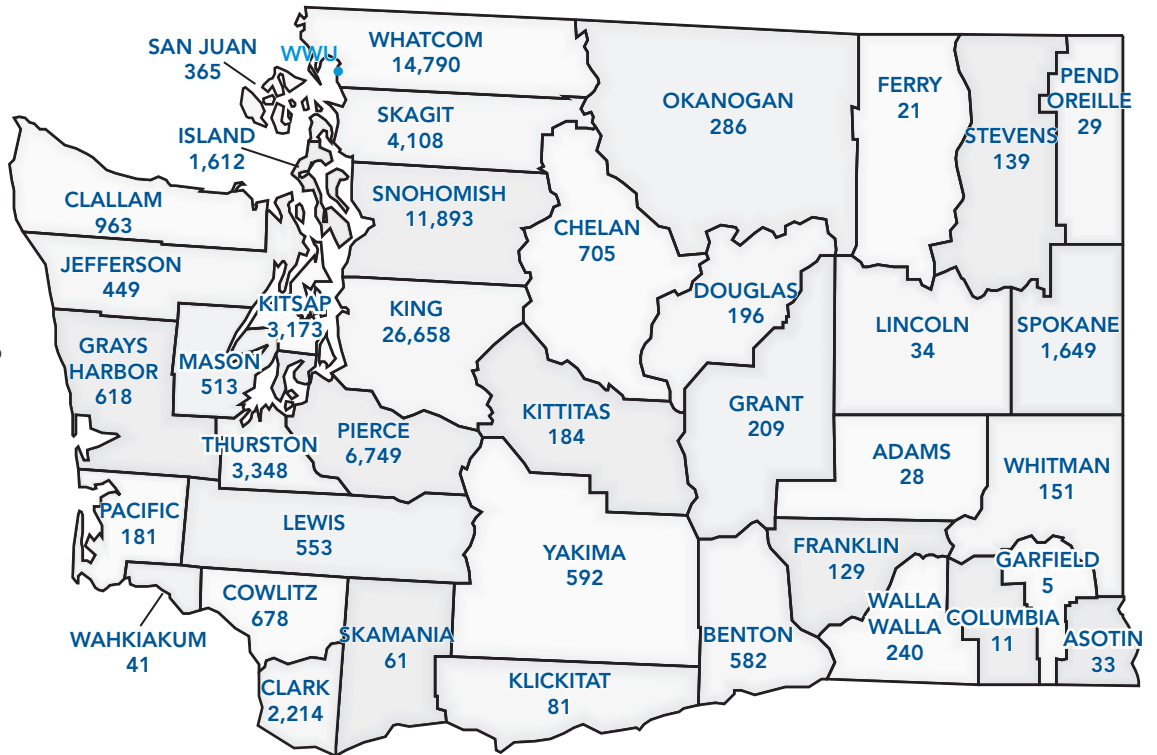 SAN JUAN
365
WWU
WHATCOM
14,790
SKAGIT
4,108
ISLAND
1,612
SNOHOMISH
11,893
OKANOGAN
286
FERRY
21
STEVENS
139
PEND
OREILLE
29
CLALLAM
963
JEFFERSON
449
KITSAP
3,173
KING
26,658
CHELAN
705
DOUGLAS
196
LINCOLN
34
SPOKANE
1,649
GRAYS
HARBOR
618
MASON
513
THURSTON
3,348
PIERCE
6,749
KITTITAS
184
GRANT
209
ADAMS
28
WHITMAN
151
PACIFIC
181
LEWIS
553
YAKIMA
592
FRANKLIN
129
GARFIELD
5
WAHKIAKUM
41
COWLITZ
678
SKAMANIA
61
BENTON
582
WALLA
WALLA
240
COLUMBIA
11
ASOTIN
33
CLARK
2,214
KLICKITAT
81